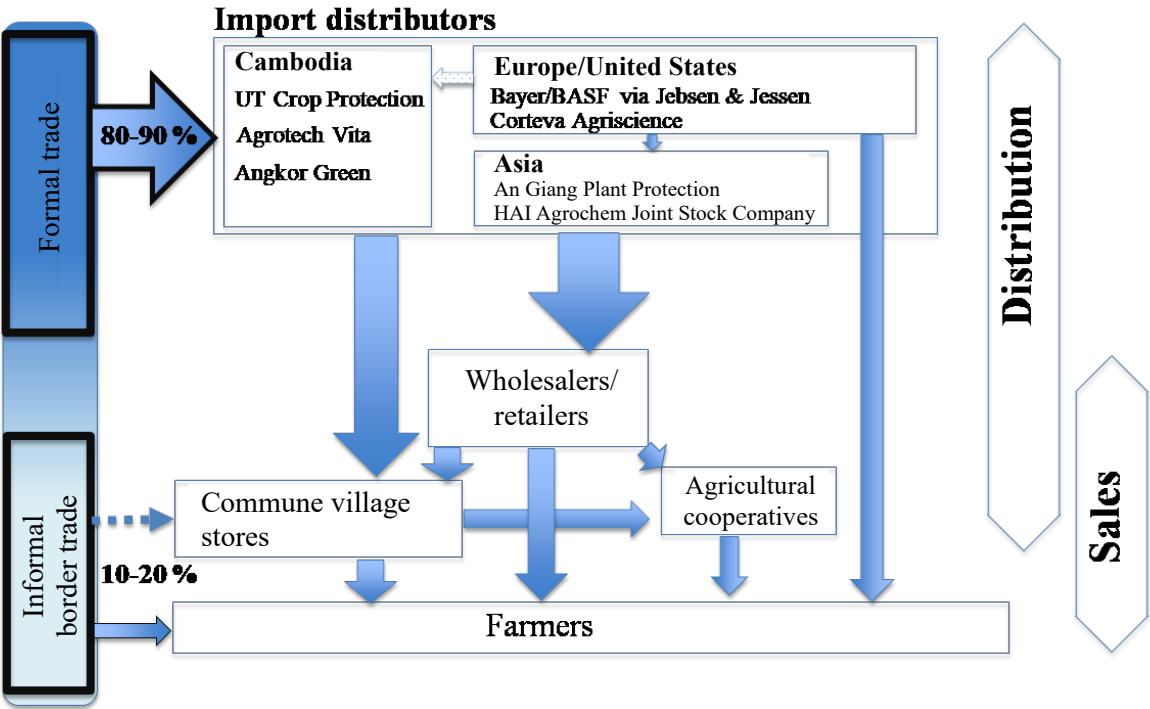 Import distributors
Formal trade
80-90 %
Cambodia
UT Crop Protection
Agrotech Vita
Angkor Green
Europe/United States
Bayer/BASF via Jebsen & Jessen
Corteva Agriscience
Asia
An Giang Plant Protection
HAI Agrochem Joint Stock Company
Distribution
Wholesalers/
retailers
Sales
Informal
border trade
10-20 %
Commune village
stores
Agricultural
cooperatives
Farmers